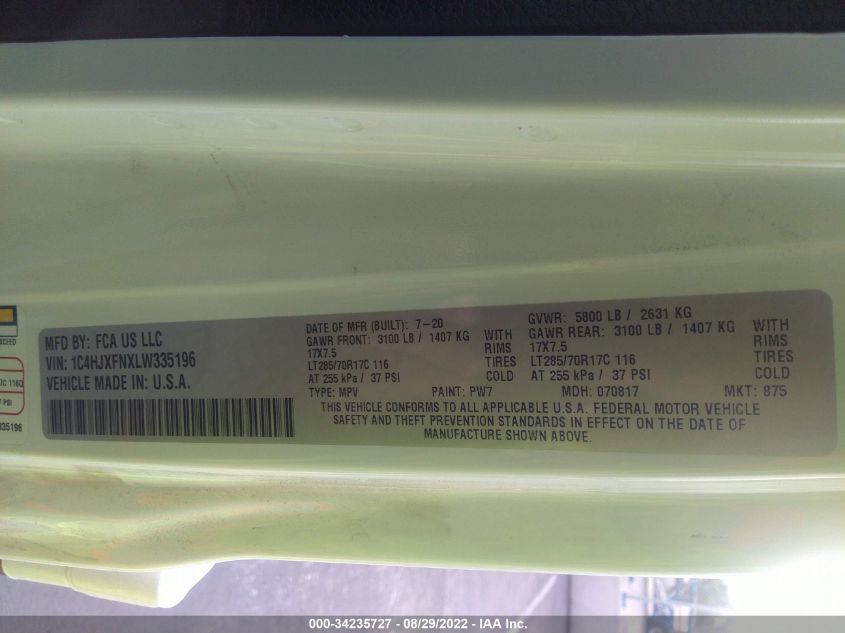 XCEED
7C 116Q
7 PSI
335196
MFD BY: FCA US LLC
VIN: 1C4HJXFNXLW335196
VEHICLE MADE IN: U.S.A.
DATE OF MFR (BUILT): 7-20
GAWR FRONT: 3100 LB / 1407 KG WITH
17X7.5 RIMS
LT285/70R17C 116 TIRES
AT 255 kPa / 37 PSI COLD
GVWR: 5800 LB / 2631 KG
GAWR REAR: 3100 LB / 1407 KG WITH
17X7.5 RIMS
LT285/70R17C 116 TIRES
AT 255 kPa / 37 PSI COLD
TYPE: MPV PAINT: PW7 MDH: 070817 MKT: 875
THIS VEHICLE CONFORMS TO ALL APPLICABLE U.S.A. FEDERAL MOTOR VEHICLE
SAFETY AND THEFT PREVENTION STANDARDS IN EFFECT ON THE DATE OF
MANUFACTURE SHOWN ABOVE.
000-34235727 - 08/29/2022 - IAA Inc.